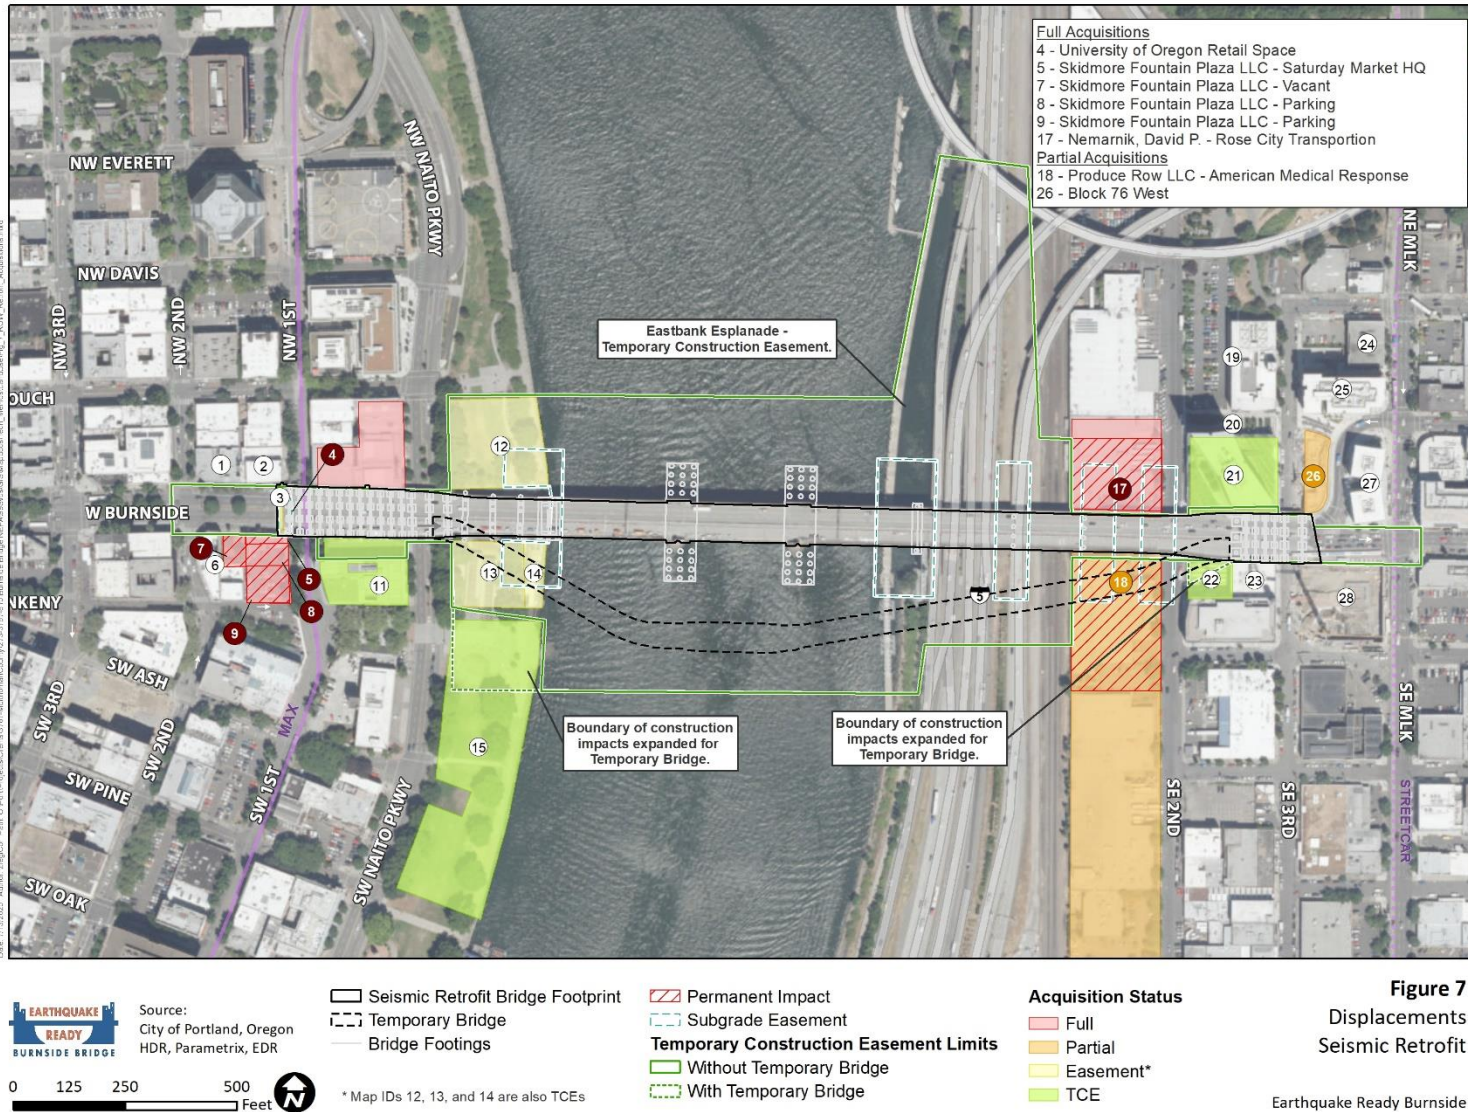 Full Acquisitions
4 - University of Oregon Retail Space
5 - Skidmore Fountain Plaza LLC - Saturday Market HQ
7 - Skidmore Fountain Plaza LLC - Vacant
8 - Skidmore Fountain Plaza LLC - Parking
9 - Skidmore Fountain Plaza LLC - Parking
17 - Nemarnik, David P. - Rose City Transportion
Partial Acquisitions
18 - Produce Row LLC - American Medical Response
26 - Block 76 West
NW EVERETT
NW NAITO PKWY
NW DAVIS
NW 3RD
NW 2ND
NW 1ST
NE MLK
Eastbank Esplanade -
Temporary Construction Easement.
OUCH
19
24
25
20
12
4
1
2
21
26
27
17
3
W BURNSIDE
7
6
5
11
13
14
18
22
23
28
5
8
NKENY
9
SW ASH
SW 3RD
SW 2ND
MAX
SW 1ST
SW PINE
SW OAK
SW NAITO PKWY
15
Boundary of construction
impacts expanded for
Temporary Bridge.
Boundary of construction
impacts expanded for
Temporary Bridge.
SE 2ND
SE 3RD
SE MLK
STREETCAR
EARTHQUAKE
READY
BURNSIDE BRIDGE
Source:
City of Portland, Oregon
HDR, Parametrix, EDR
0 125 250 500
Feet
N
Seismic Retrofit Bridge Footprint
Temporary Bridge
Bridge Footings
* Map IDs 12, 13, and 14 are also TCEs
Permanent Impact
Subgrade Easement
Temporary Construction Easement Limits
Without Temporary Bridge
With Temporary Bridge
Acquisition Status
Full
Partial
Easement*
TCE
Figure 7
Displacements
Seismic Retrofit
Earthquake Ready Burnside